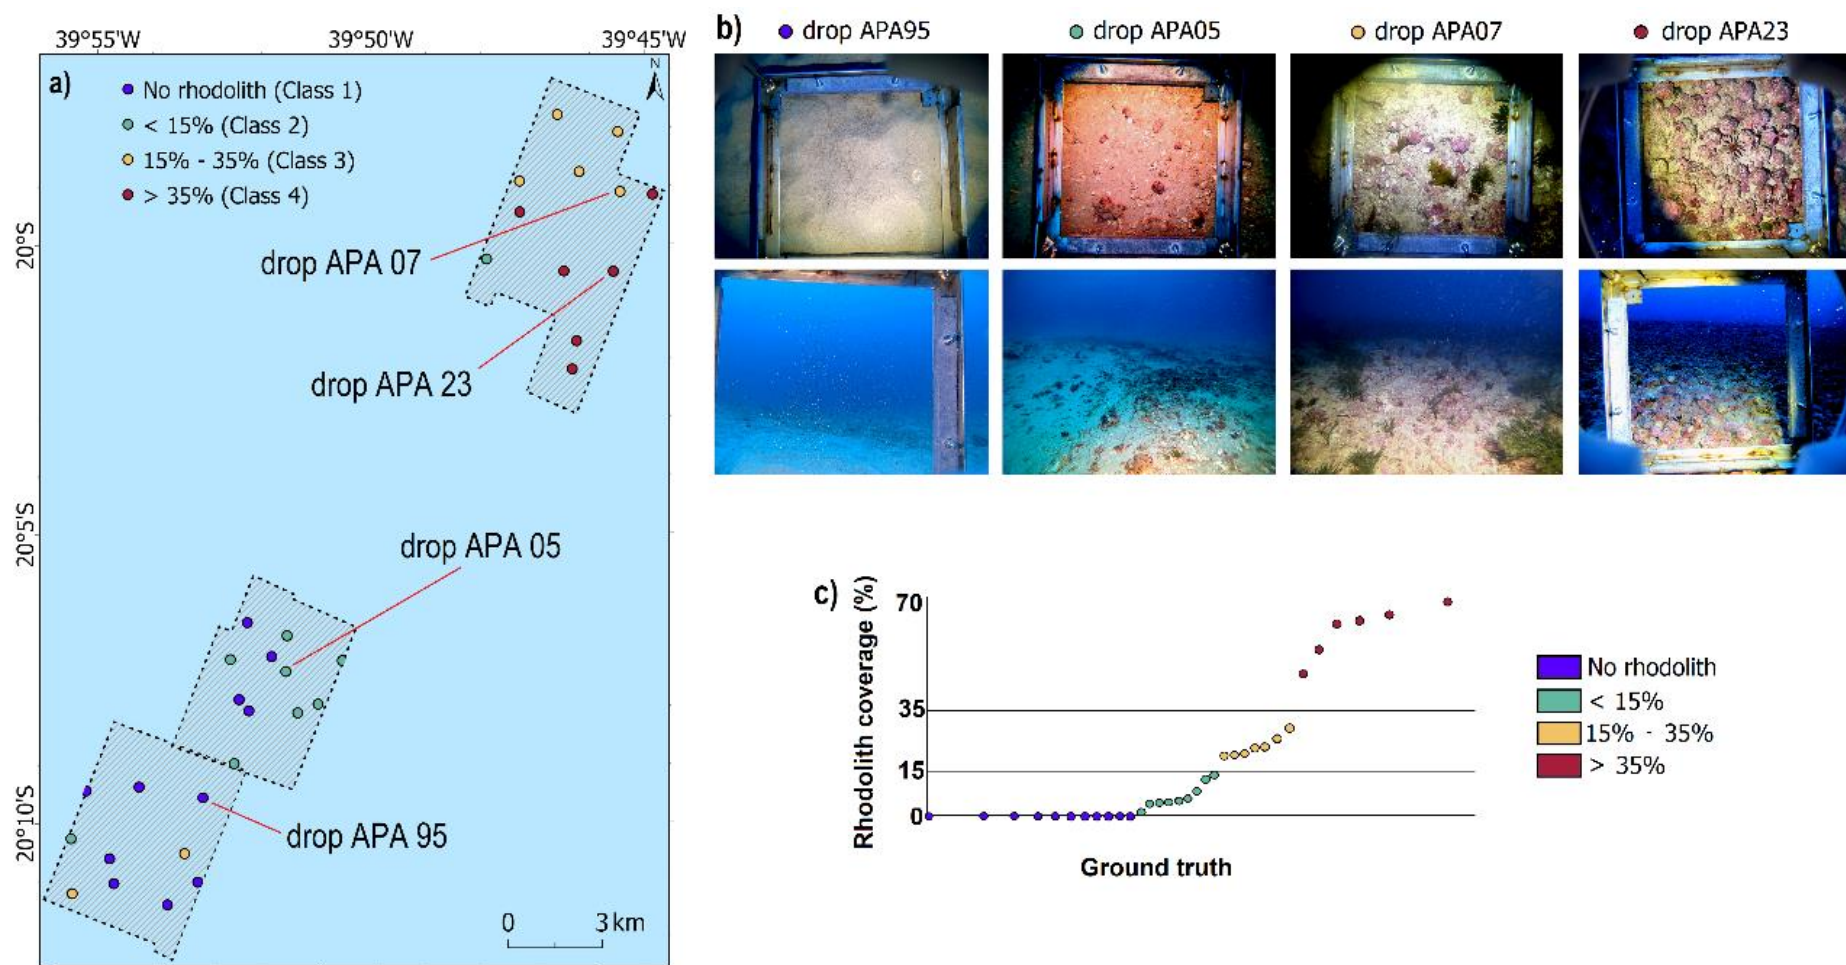 39°55'W 39°50'W 39°45'W
a)
N
No rhodolith (Class 1)
< 15% (Class 2)
15% - 35% (Class 3)
> 35% (Class 4)
20°S
drop APA 07
drop APA 23
20°5'S
drop APA 05
20°10'S
drop APA 95
0 3 km
b)
drop APA95 drop APA05 drop APA07 drop APA23
c)
Rhodolith coverage (%)
70
35
15
0
Ground truth
No rhodolith
< 15%
15% - 35%
> 35%